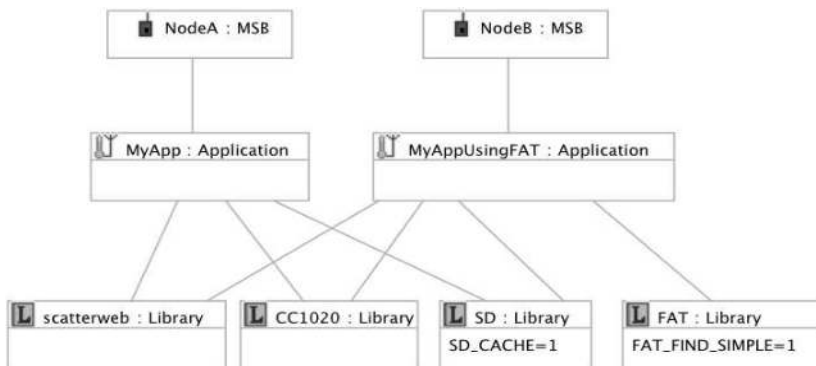 NodeA : MSB
NodeB : MSB
MyApp : Application
MyAppUsingFAT : Application
L scatterweb : Library
L CC1020 : Library
L SD : Library
SD_CACHE=1
L FAT : Library
FAT_FIND_SIMPLE=1